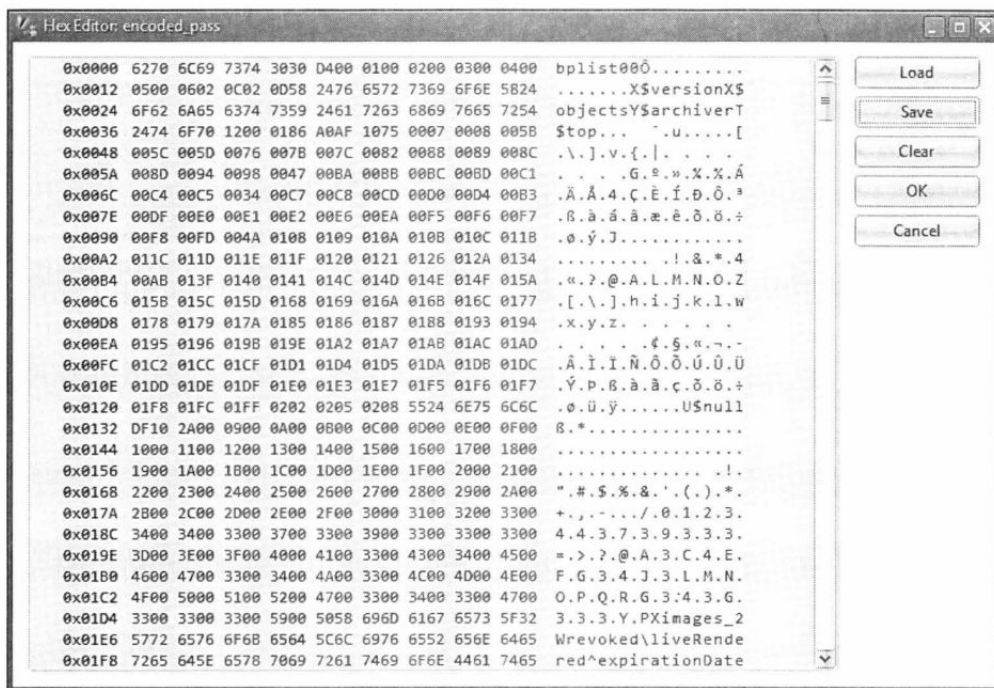 Hex Editor: encoded_pass
0x0000 6270 6C69 7374 3030 D400 0100 0200 0300 0400 bplist00Ô.........
0x0012 0500 0602 0C02 0D58 2476 6572 7369 6F6E 5824 .......X$versionX$
0x0024 6F62 6A65 6374 7359 2461 7263 6869 7665 7254 objectsY$archiverT
0x0036 2474 6F70 1200 0186 A0AF 1075 0007 0008 005B $top... ¯.u.....[
0x0048 005C 005D 0076 007B 007C 0082 0088 0089 008C .\.].v.{.|. . . .
0x005A 008D 0094 0098 0047 00BA 00BB 00BC 00BD 00C1 . . . .G.º.».¼.½.Á
0x006C 00C4 00C5 0034 00C7 00C8 00CD 00D0 00D4 00B3 .Ä.Å.4.Ç.È.Í.Ð.Ô.³
0x007E 00DF 00E0 00E1 00E2 00E6 00EA 00F5 00F6 00F7 .ß.à.á.â.æ.ê.õ.ö.÷
0x0090 00F8 00FD 004A 0108 0109 010A 010B 010C 011B .ø.ý.J............
0x00A2 011C 011D 011E 011F 0120 0121 0126 012A 0134 ......... .!.&.*.4
0x00B4 00AB 013F 0140 0141 014C 014D 014E 014F 015A .«.?.@.A.L.M.N.O.Z
0x00C6 015B 015C 015D 0168 0169 016A 016B 016C 0177 .[.\.].h.i.j.k.l.w
0x00D8 0178 0179 017A 0185 0186 0187 0188 0193 0194 .x.y.z. . . . . .
0x00EA 0195 0196 019B 019E 01A2 01A7 01AB 01AC 01AD . . . . .¢.§.«.¬.-
0x00FC 01C2 01CC 01CF 01D1 01D4 01D5 01DA 01DB 01DC .Â.Ì.Ï.Ñ.Ô.Õ.Ú.Û.Ü
0x010E 01DD 01DE 01DF 01E0 01E3 01E7 01F5 01F6 01F7 .Ý.Þ.ß.à.ã.ç.õ.ö.÷
0x0120 01F8 01FC 01FF 0202 0205 0208 5524 6E75 6C6C .ø.ü.ÿ......U$null
0x0132 DF10 2A00 0900 0A00 0B00 0C00 0D00 0E00 0F00 ß.*...............
0x0144 1000 1100 1200 1300 1400 1500 1600 1700 1800 ..................
0x0156 1900 1A00 1B00 1C00 1D00 1E00 1F00 2000 2100 .............. .!.
0x0168 2200 2300 2400 2500 2600 2700 2800 2900 2A00 ".#.$.%.&.'.(.).*.
0x017A 2B00 2C00 2D00 2E00 2F00 3000 3100 3200 3300 +.,.-.../.0.1.2.3.
0x018C 3400 3400 3300 3700 3300 3900 3300 3300 3300 4.4.3.7.3.9.3.3.3.
0x019E 3D00 3E00 3F00 4000 4100 3300 4300 3400 4500 =.>.?.@.A.3.C.4.E.
0x01B0 4600 4700 3300 3400 4A00 3300 4C00 4D00 4E00 F.G.3.4.J.3.L.M.N.
0x01C2 4F00 5000 5100 5200 4700 3300 3400 3300 4700 O.P.Q.R.G.3.4.3.G.
0x01D4 3300 3300 3300 5900 5058 696D 6167 6573 5F32 3.3.3.Y.PXimages_2
0x01E6 5772 6576 6F6B 6564 5C6C 6976 6552 656E 6465 Wrevoked\liveRende
0x01F8 7265 645E 6578 7069 7261 7469 6F6E 4461 7465 red^expirationDate
Load
Save
Clear
OK
Cancel